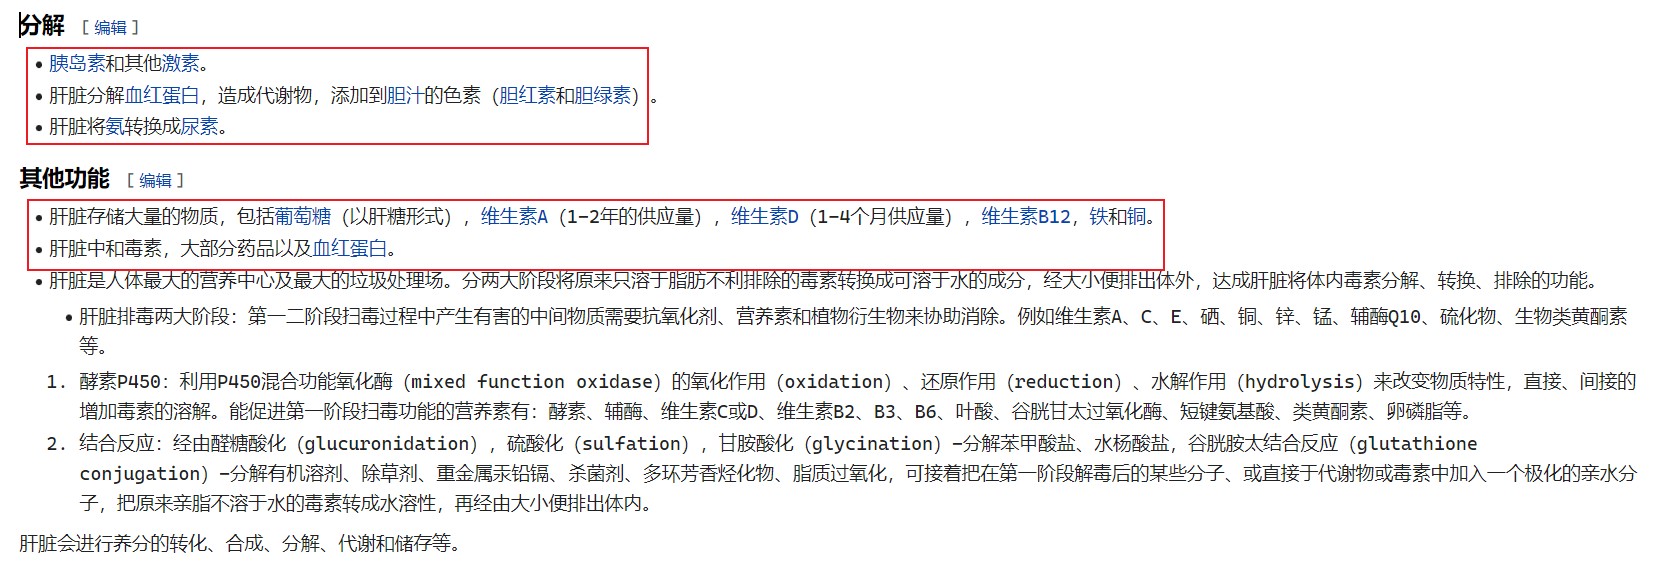 分解 [编辑]
• 胰岛素和其他激素。
• 肝脏分解血红蛋白，造成代谢物，添加到胆汁的色素（胆红素和胆绿素）。
• 肝脏将氨转换成尿素。
其他功能 [编辑]
• 肝脏存储大量的物质，包括葡萄糖（以肝糖形式），维生素A（1–2年的供应量），维生素D（1–4个月供应量），维生素B12，铁和铜。
• 肝脏中和毒素，大部分药品以及血红蛋白。
• 肝脏是人体最大的营养中心及最大的垃圾处理场。分两大阶段将原来只溶于脂肪不利排除的毒素转换成可溶于水的成分，经大小便排出体外，达成肝脏将体内毒素分解、转换、排除的功能。
• 肝脏排毒两大阶段：第一二阶段扫毒过程中产生有害的中间物质需要抗氧化剂、营养素和植物衍生物来协助消除。例如维生素A、C、E、硒、铜、锌、锰、辅酶Q10、硫化物、生物类黄酮素
等。
1. 酵素P450：利用P450混合功能氧化酶（mixed function oxidase）的氧化作用（oxidation）、还原作用（reduction）、水解作用（hydrolysis）来改变物质特性，直接、间接的
增加毒素的溶解。能促进第一阶段扫毒功能的营养素有：酵素、辅酶、维生素C或D、维生素B2、B3、B6、叶酸、谷胱甘太过氧化酶、短键氨基酸、类黄酮素、卵磷脂等。
2. 结合反应：经由醛糖酸化（glucuronidation），硫酸化（sulfation），甘胺酸化（glycination）–分解苯甲酸盐、水杨酸盐，谷胱胺太结合反应（glutathione
conjugation）–分解有机溶剂、除草剂、重金属汞铅镉、杀菌剂、多环芳香烃化物、脂质过氧化，可接着把在第一阶段解毒后的某些分子、或直接于代谢物或毒素中加入一个极化的亲水分
子，把原来亲脂不溶于水的毒素转成水溶性，再经由大小便排出体内。
肝脏会进行养分的转化、合成、分解、代谢和储存等。